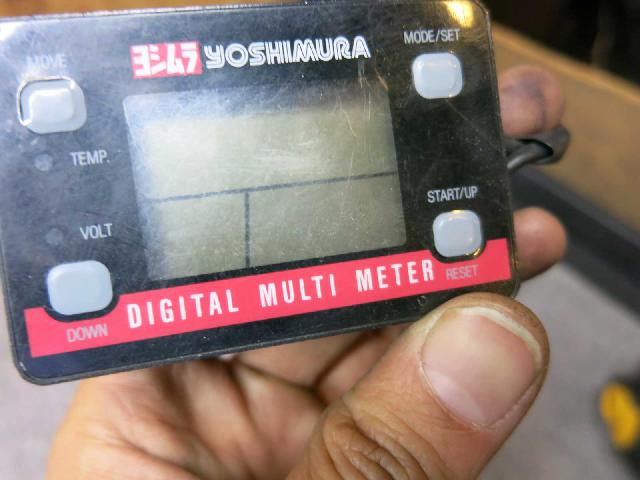 MOVE
ヨシムラ YOSHIMURA
MODE/SET
TEMP.
VOLT
START/UP
DIGITAL MULTI METER
DOWN
RESET